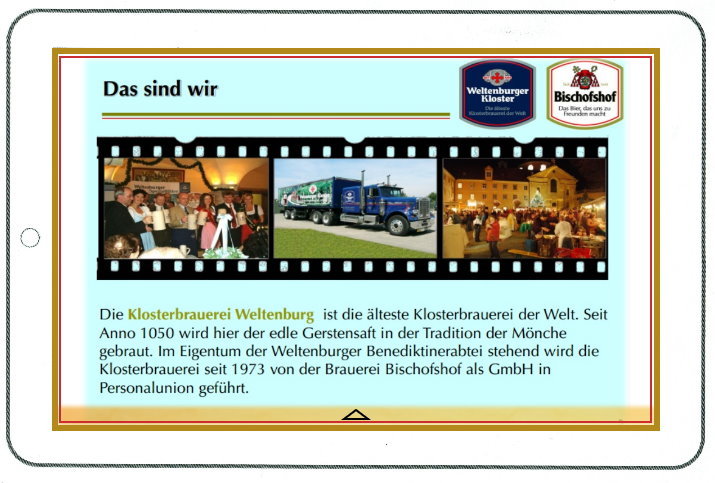 Das sind wir
Weltenburger
Kloster
Die älteste
Klosterbrauerei der Welt
Bischofshof
Das Bier, das uns zu
Freunden macht
Weltenburger
Die Klosterbrauerei Weltenburg ist die älteste Klosterbrauerei der Welt. Seit
Anno 1050 wird hier der edle Gerstensaft in der Tradition der Mönche
gebraut. Im Eigentum der Weltenburger Benediktinerabtei stehend wird die
Klosterbrauerei seit 1973 von der Brauerei Bischofshof als GmbH in
Personalunion geführt.